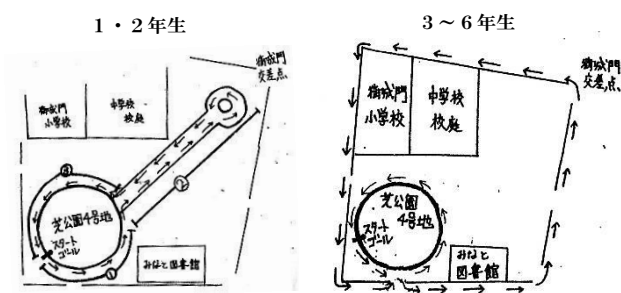 1・2年生
御成門
交差点
御成門
小学校
中学校
校庭
③
②
芝公園4号地
スタート
ゴール
①
みなと図書館
3～6年生
御成門
交差点
御成門
小学校
中学校
校庭
芝公園
4号地
スタート
ゴール
みなと
図書館